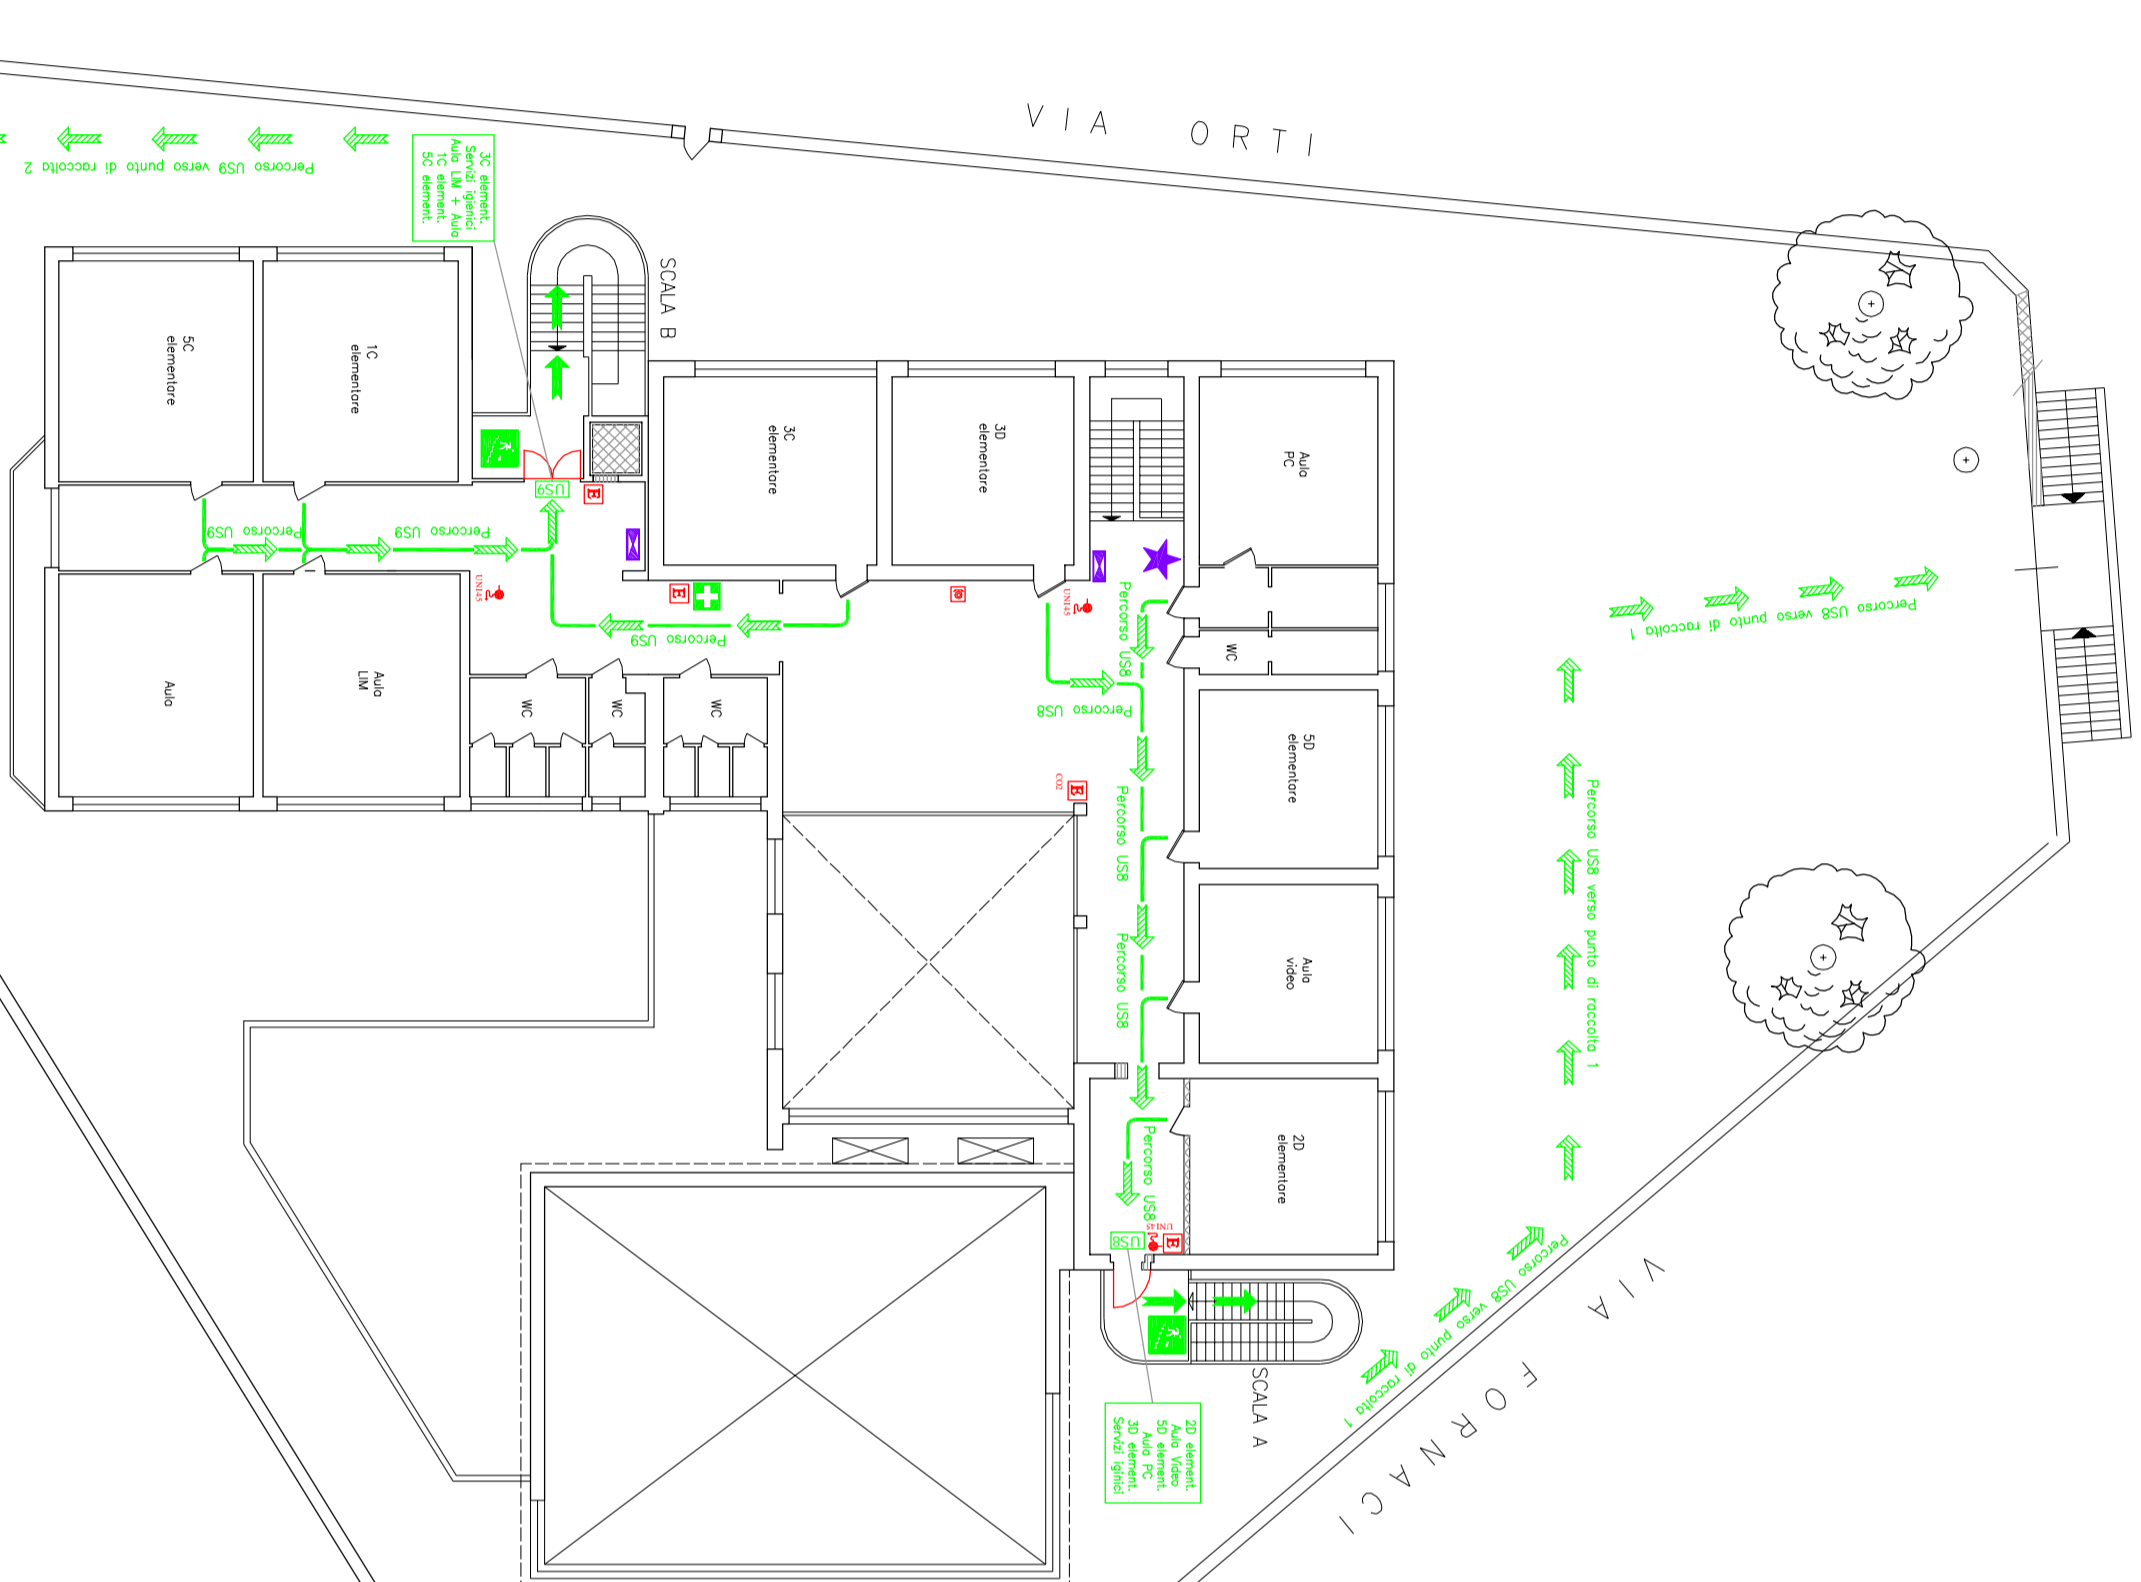 VIA ORTI
Percorso US9 verso punto di raccolta 2
3C element.
Servizi igienici
Aula LIM + Aula
1C element.
5C element.
SCALA B
5C
elementare
1C
elementare
3C
elementare
3D
elementare
Aula
PC
US9
E
Percorso US9
Percorso US9
UNI45
E
Percorso US9
UNI45
Percorso US8
WC
Percorso US8
Percorso US8 verso punto di raccolta 1
Aula
Aula
LIM
WC
WC
WC
5D
elementare
E
CO2
Percorso US8
Percorso US8
Aula
video
Percorso US8 verso punto di raccolta 1
2D
elementare
Percorso US8
UNI45
E
US8
SCALA A
Percorso US8 verso punto di raccolta 1
VIA FORNACI
2D element.
Aula Video
5D element.
Aula PC
3D element.
Servizi iginici